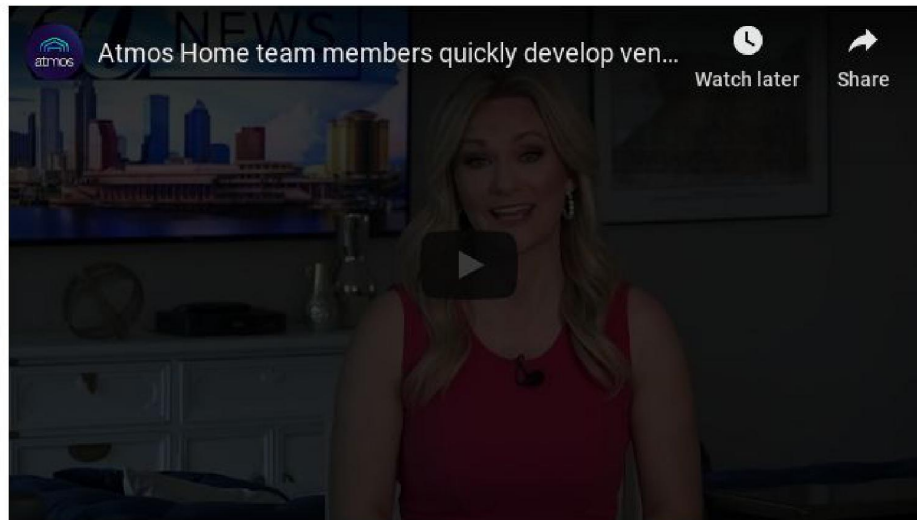 NEWS
atmos
Atmos Home team members quickly develop ven...
Watch later
Share